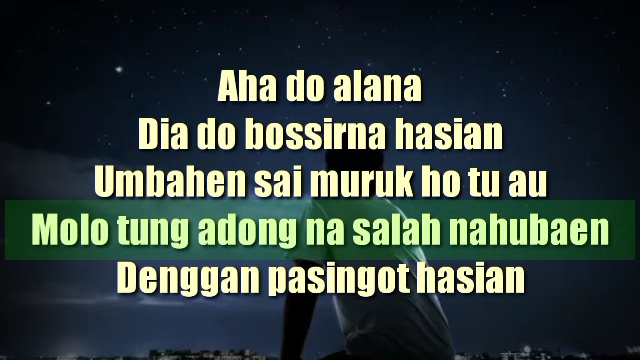 Aha do alana
Dia do bossirna hasian
Umbahen sai muruk ho tu au
Molo tung adong na salah nahubaen
Denggan pasingot hasian